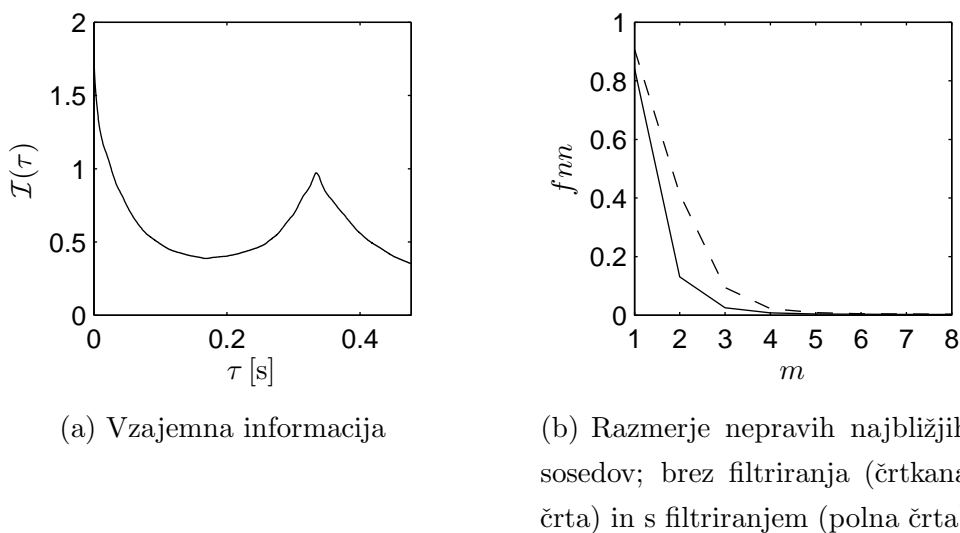 2
1.5
1
0.5
0
0 0.2 0.4
I(τ)
τ [s]
1
0.8
0.6
0.4
0.2
0
1 2 3 4 5 6 7 8
fnn
m
(a) Vzajemna informacija
(b) Razmerje nepravih najbližjih
sosedov; brez filtriranja (črtkana
črta) in s filtriranjem (polna črta